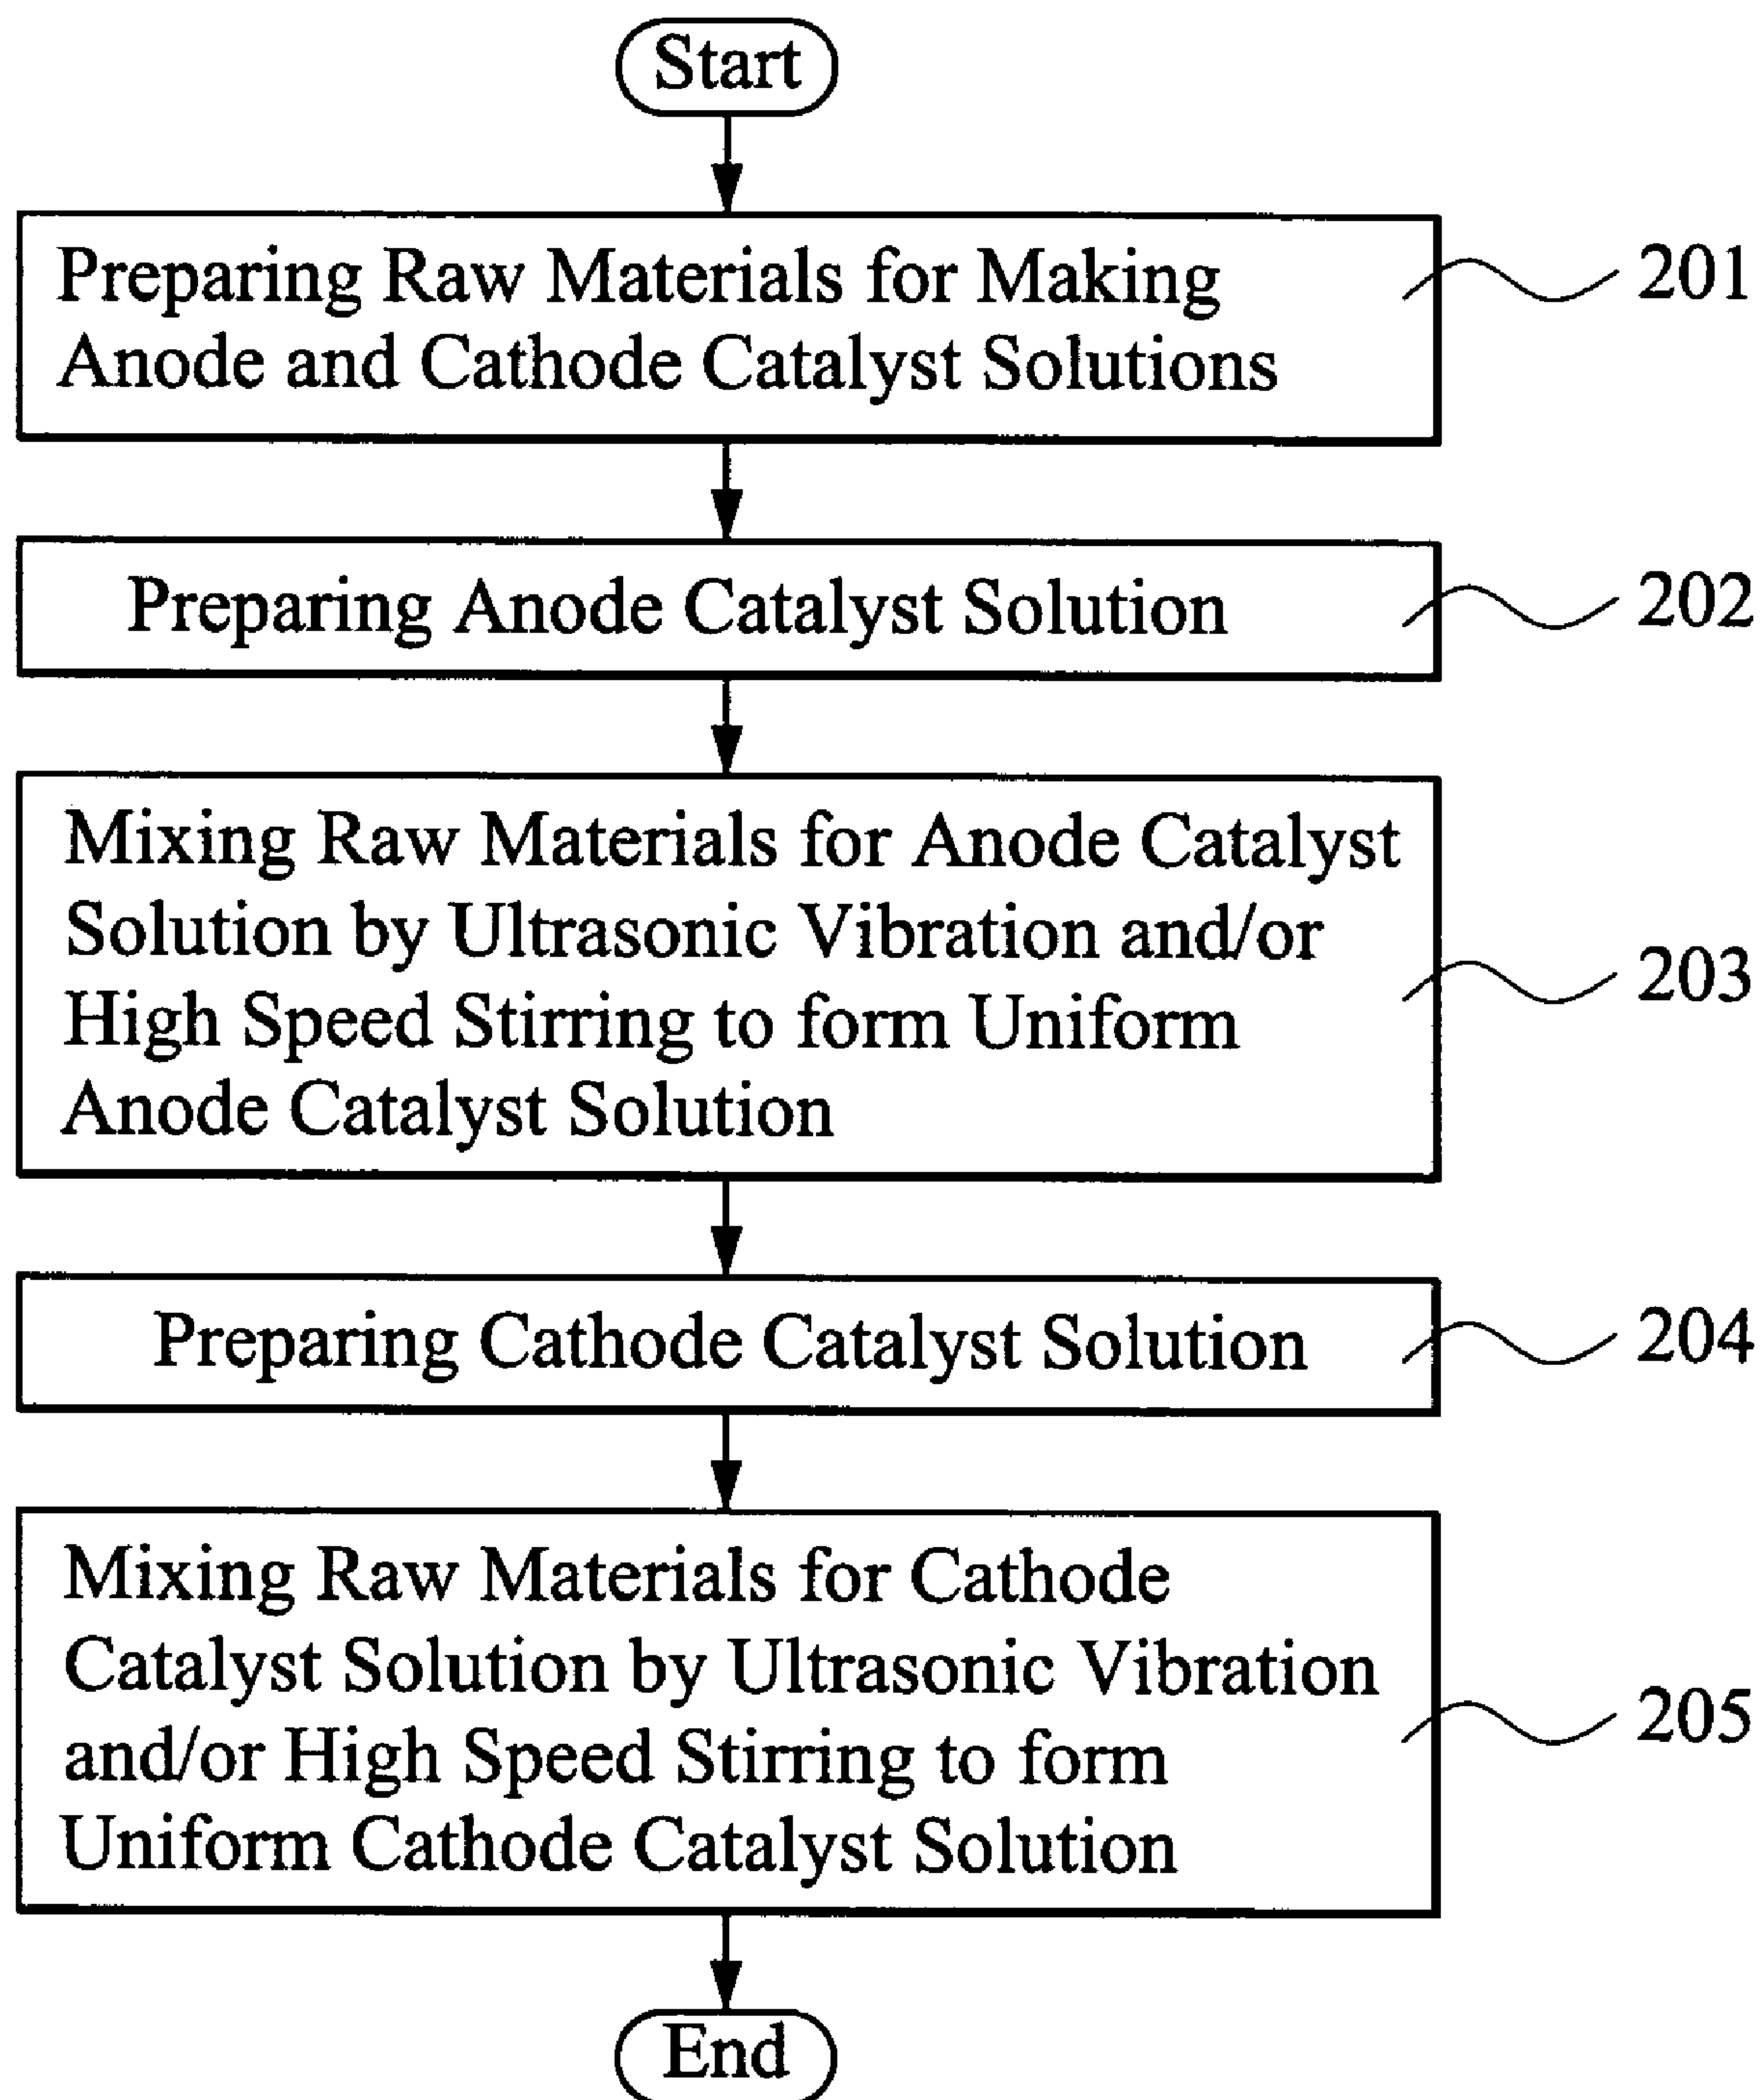 Start
Preparing Raw Materials for Making
Anode and Cathode Catalyst Solutions
201
Preparing Anode Catalyst Solution
202
Mixing Raw Materials for Anode Catalyst
Solution by Ultrasonic Vibration and/or
High Speed Stirring to form Uniform
Anode Catalyst Solution
203
Preparing Cathode Catalyst Solution
204
Mixing Raw Materials for Cathode
Catalyst Solution by Ultrasonic Vibration
and/or High Speed Stirring to form
Uniform Cathode Catalyst Solution
205
End